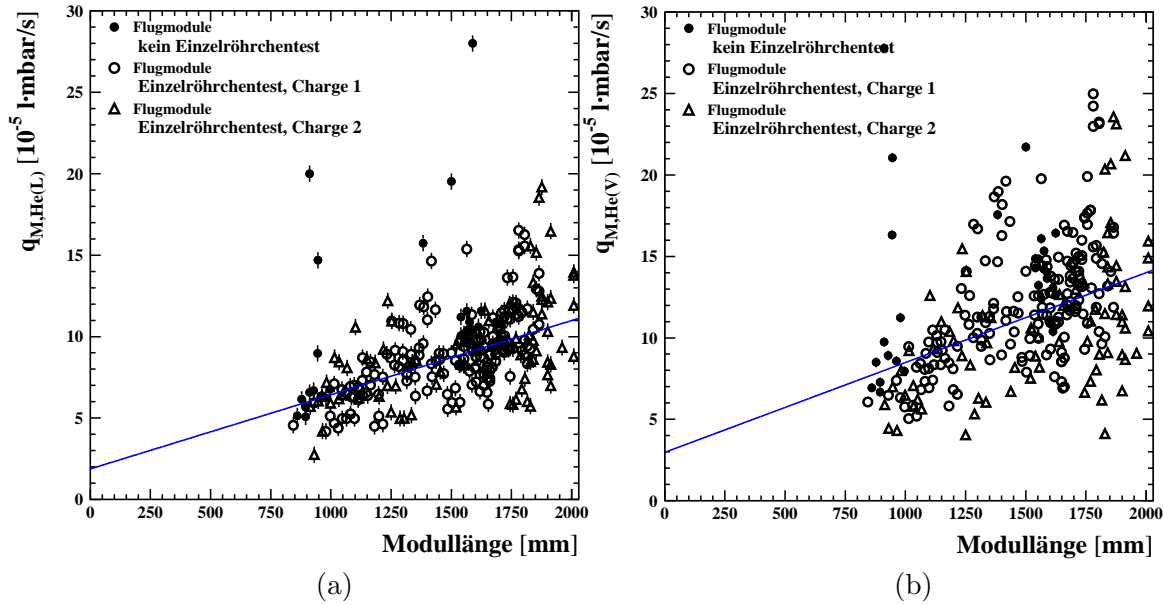 30
25
20
15
10
5
0
q_M,He(L) [10^-5 l·mbar/s]
Flugmodule
kein Einzelröhrchentest
Flugmodule
Einzelröhrchentest, Charge 1
Flugmodule
Einzelröhrchentest, Charge 2
0 250 500 750 1000 1250 1500 1750 2000
Modullänge [mm]
(a)
30
25
20
15
10
5
0
q_M,He(V) [10^-5 l·mbar/s]
Flugmodule
kein Einzelröhrchentest
Flugmodule
Einzelröhrchentest, Charge 1
Flugmodule
Einzelröhrchentest, Charge 2
0 250 500 750 1000 1250 1500 1750 2000
Modullänge [mm]
(b)